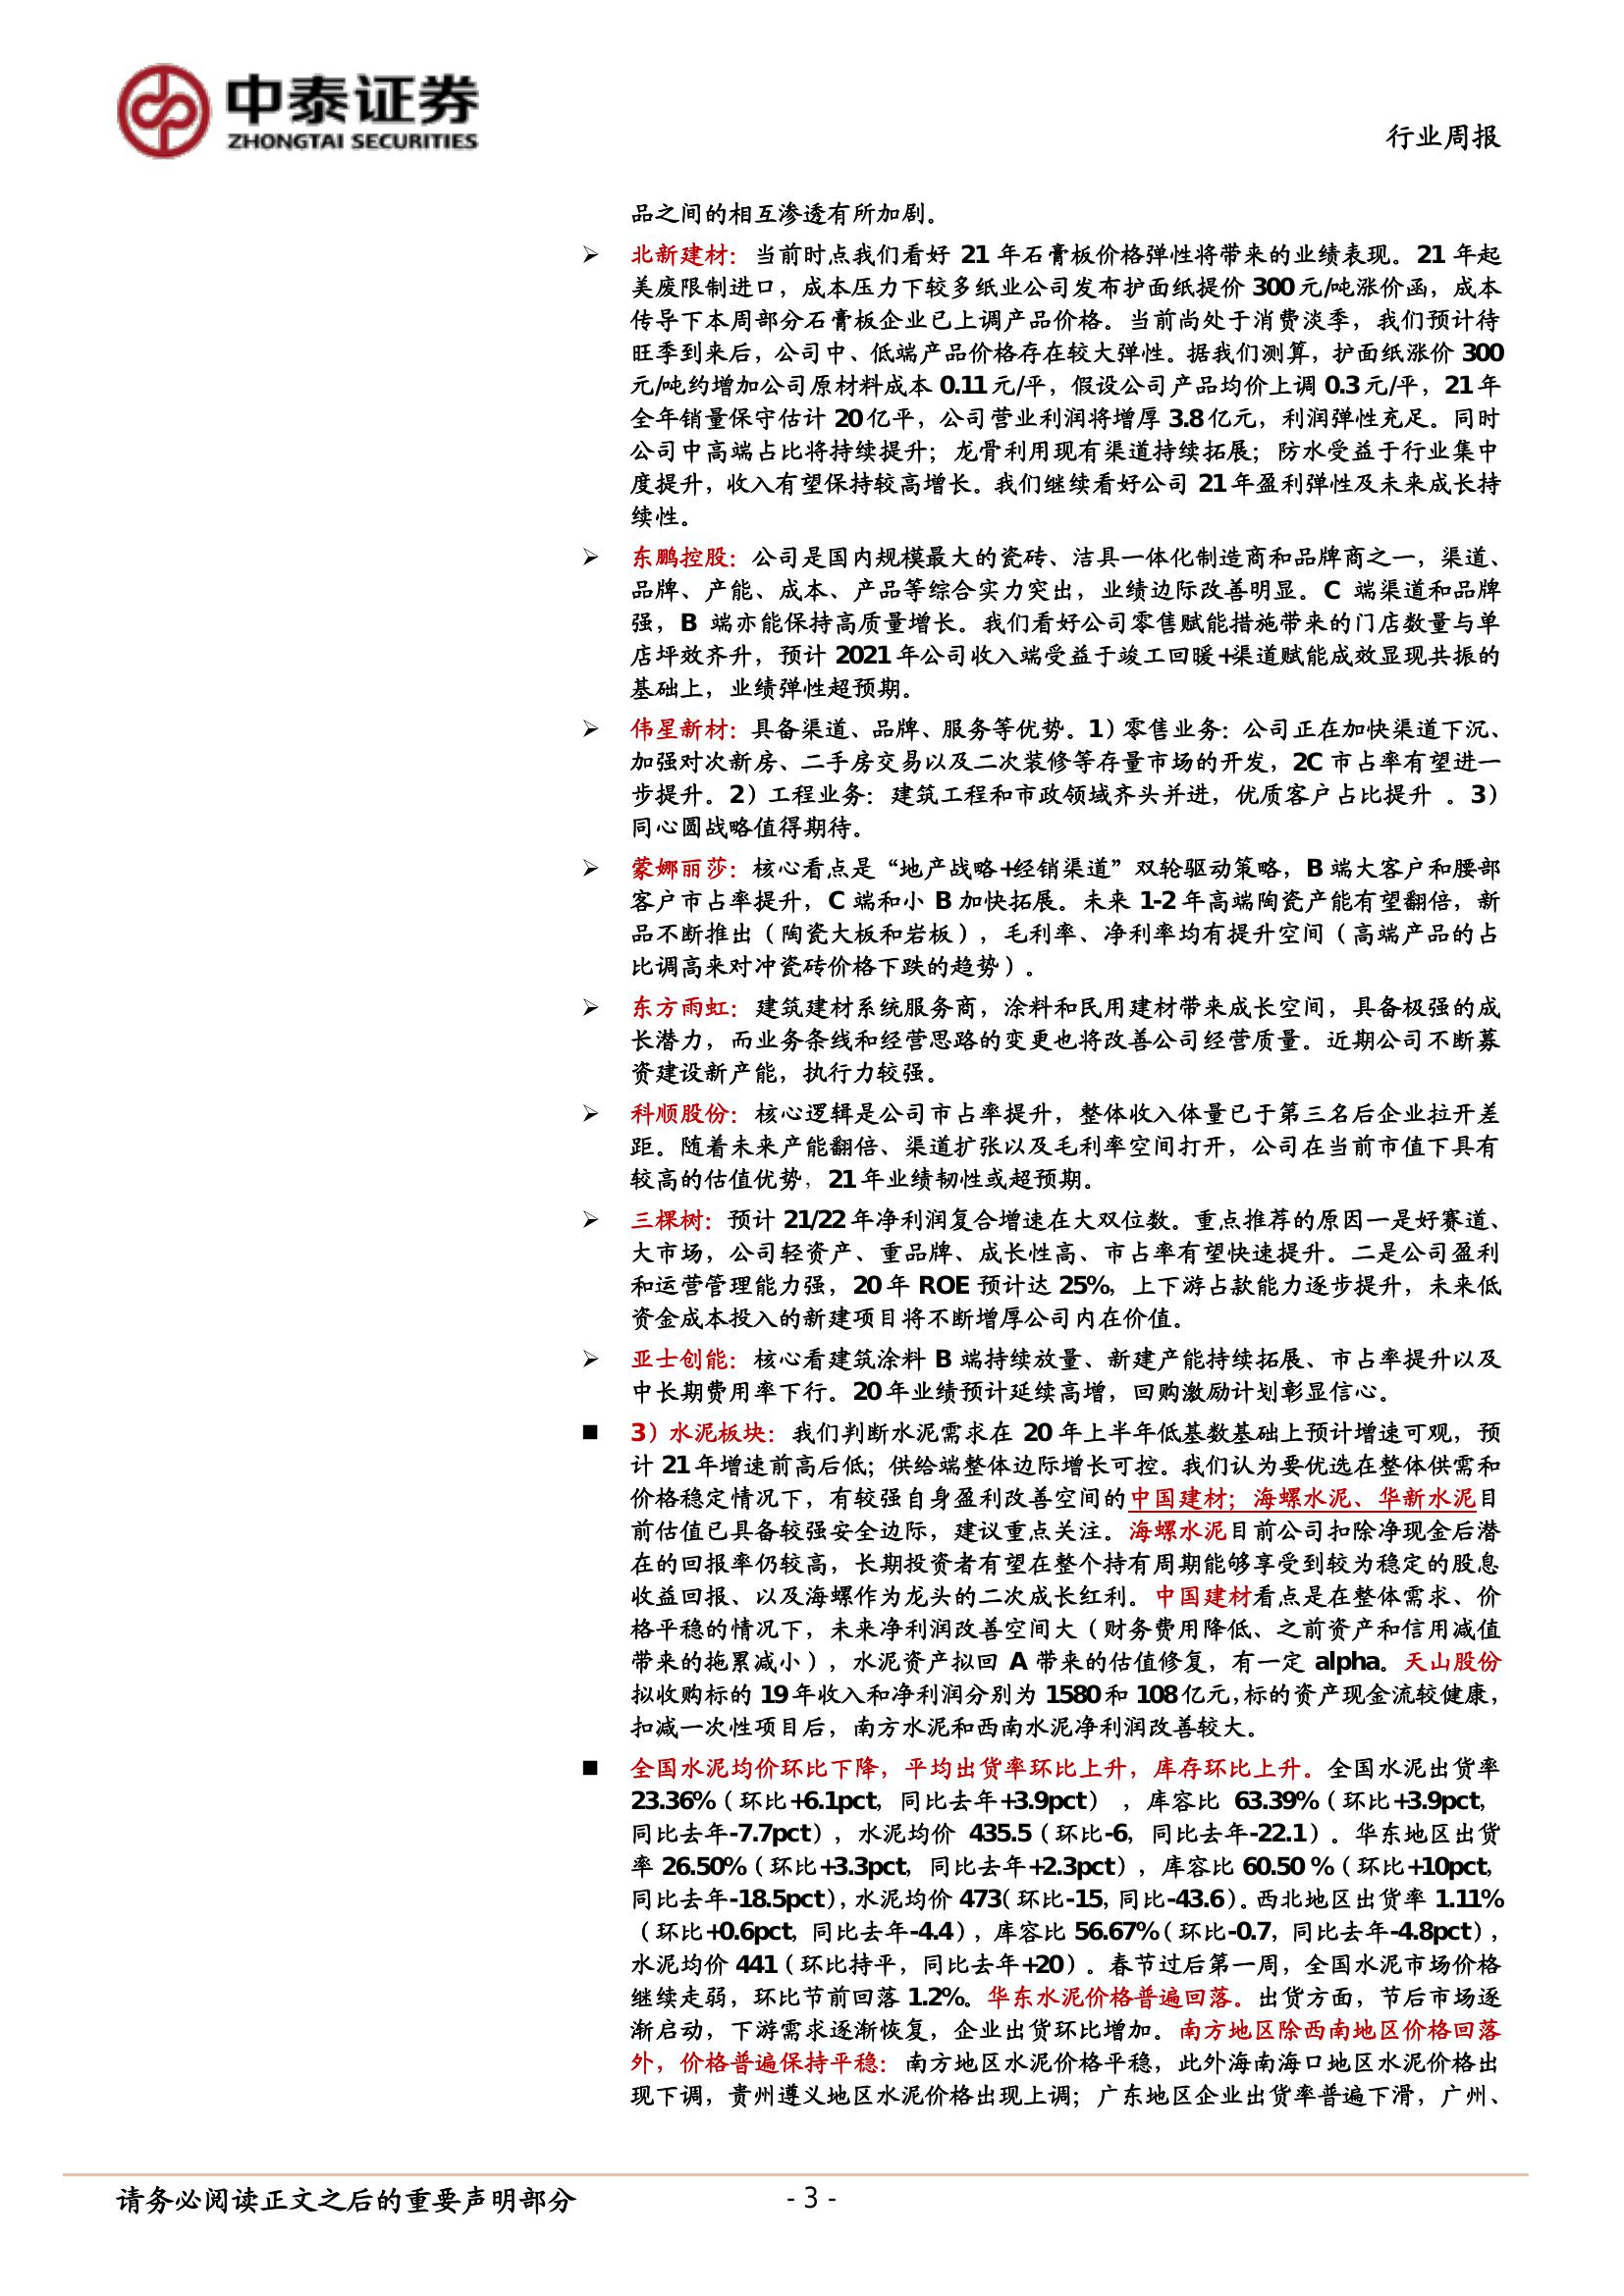 中泰证券
ZHONGTAI SECURITIES
行业周报
品之间的相互渗透有所加剧。
➢ 北新建材：当前时点我们看好 21 年石膏板价格弹性将带来的业绩表现。21 年起
美废限制进口，成本压力下较多纸业公司发布护面纸提价 300 元/吨涨价函，成本
传导下本周部分石膏板企业已上调产品价格。当前尚处于消费淡季，我们预计待
旺季到来后，公司中、低端产品价格存在较大弹性。据我们测算，护面纸涨价 300
元/吨约增加公司原材料成本 0.11 元/平，假设公司产品均价上调 0.3 元/平，21 年
全年销量保守估计 20 亿平，公司营业利润将增厚 3.8 亿元，利润弹性充足。同时
公司中高端占比将持续提升；龙骨利用现有渠道持续拓展；防水受益于行业集中
度提升，收入有望保持较高增长。我们继续看好公司 21 年盈利弹性及未来成长持
续性。
➢ 东鹏控股：公司是国内规模最大的瓷砖、洁具一体化制造商和品牌商之一，渠道、
品牌、产能、成本、产品等综合实力突出，业绩边际改善明显。C 端渠道和品牌
强，B 端亦能保持高质量增长。我们看好公司零售赋能措施带来的门店数量与单
店坪效齐升，预计 2021 年公司收入端受益于竣工回暖+渠道赋能成效显现共振的
基础上，业绩弹性超预期。
➢ 伟星新材：具备渠道、品牌、服务等优势。1）零售业务：公司正在加快渠道下沉、
加强对次新房、二手房交易以及二次装修等存量市场的开发，2C 市占率有望进一
步提升。2）工程业务：建筑工程和市政领域齐头并进，优质客户占比提升 。3）
同心圆战略值得期待。
➢ 蒙娜丽莎：核心看点是“地产战略+经销渠道”双轮驱动策略，B 端大客户和腰部
客户市占率提升，C 端和小 B 加快拓展。未来 1-2 年高端陶瓷产能有望翻倍，新
品不断推出（陶瓷大板和岩板），毛利率、净利率均有提升空间（高端产品的占
比调高来对冲瓷砖价格下跌的趋势）。
➢ 东方雨虹：建筑建材系统服务商，涂料和民用建材带来成长空间，具备极强的成
长潜力，而业务条线和经营思路的变更也将改善公司经营质量。近期公司不断募
资建设新产能，执行力较强。
➢ 科顺股份：核心逻辑是公司市占率提升，整体收入体量已于第三名后企业拉开差
距。随着未来产能翻倍、渠道扩张以及毛利率空间打开，公司在当前市值下具有
较高的估值优势，21 年业绩韧性或超预期。
➢ 三棵树：预计 21/22 年净利润复合增速在大双位数。重点推荐的原因一是好赛道、
大市场，公司轻资产、重品牌、成长性高、市占率有望快速提升。二是公司盈利
和运营管理能力强，20 年 ROE 预计达 25%，上下游占款能力逐步提升，未来低
资金成本投入的新建项目将不断增厚公司内在价值。
➢ 亚士创能：核心看建筑涂料 B 端持续放量、新建产能持续拓展、市占率提升以及
中长期费用率下行。20 年业绩预计延续高增，回购激励计划彰显信心。
■ 3）水泥板块：我们判断水泥需求在 20 年上半年低基数基础上预计增速可观，预
计 21 年增速前高后低；供给端整体边际增长可控。我们认为要优选在整体供需和
价格稳定情况下，有较强自身盈利改善空间的中国建材；海螺水泥、华新水泥目
前估值已具备较强安全边际，建议重点关注。海螺水泥目前公司扣除净现金后潜
在的回报率仍较高，长期投资者有望在整个持有周期能够享受到较为稳定的股息
收益回报、以及海螺作为龙头的二次成长红利。中国建材看点是在整体需求、价
格平稳的情况下，未来净利润改善空间大（财务费用降低、之前资产和信用减值
带来的拖累减小），水泥资产拟回 A 带来的估值修复，有一定 alpha。天山股份
拟收购标的 19 年收入和净利润分别为 1580 和 108 亿元，标的资产现金流较健康，
扣减一次性项目后，南方水泥和西南水泥净利润改善较大。
■ 全国水泥均价环比下降，平均出货率环比上升，库存环比上升。全国水泥出货率
23.36%（环比+6.1pct，同比去年+3.9pct） ，库容比 63.39%（环比+3.9pct，
同比去年-7.7pct），水泥均价 435.5（环比-6，同比去年-22.1）。华东地区出货
率 26.50%（环比+3.3pct，同比去年+2.3pct），库容比 60.50 %（环比+10pct，
同比去年-18.5pct），水泥均价 473（环比-15，同比-43.6）。西北地区出货率 1.11%
（环比+0.6pct，同比去年-4.4），库容比 56.67%（环比-0.7，同比去年-4.8pct），
水泥均价 441（环比持平，同比去年+20）。春节过后第一周，全国水泥市场价格
继续走弱，环比节前回落 1.2%。华东水泥价格普遍回落。出货方面，节后市场逐
渐启动，下游需求逐渐恢复，企业出货环比增加。南方地区除西南地区价格回落
外，价格普遍保持平稳：南方地区水泥价格平稳，此外海南海口地区水泥价格出
现下调，贵州遵义地区水泥价格出现上调；广东地区企业出货率普遍下滑，广州、
请务必阅读正文之后的重要声明部分
- 3 -